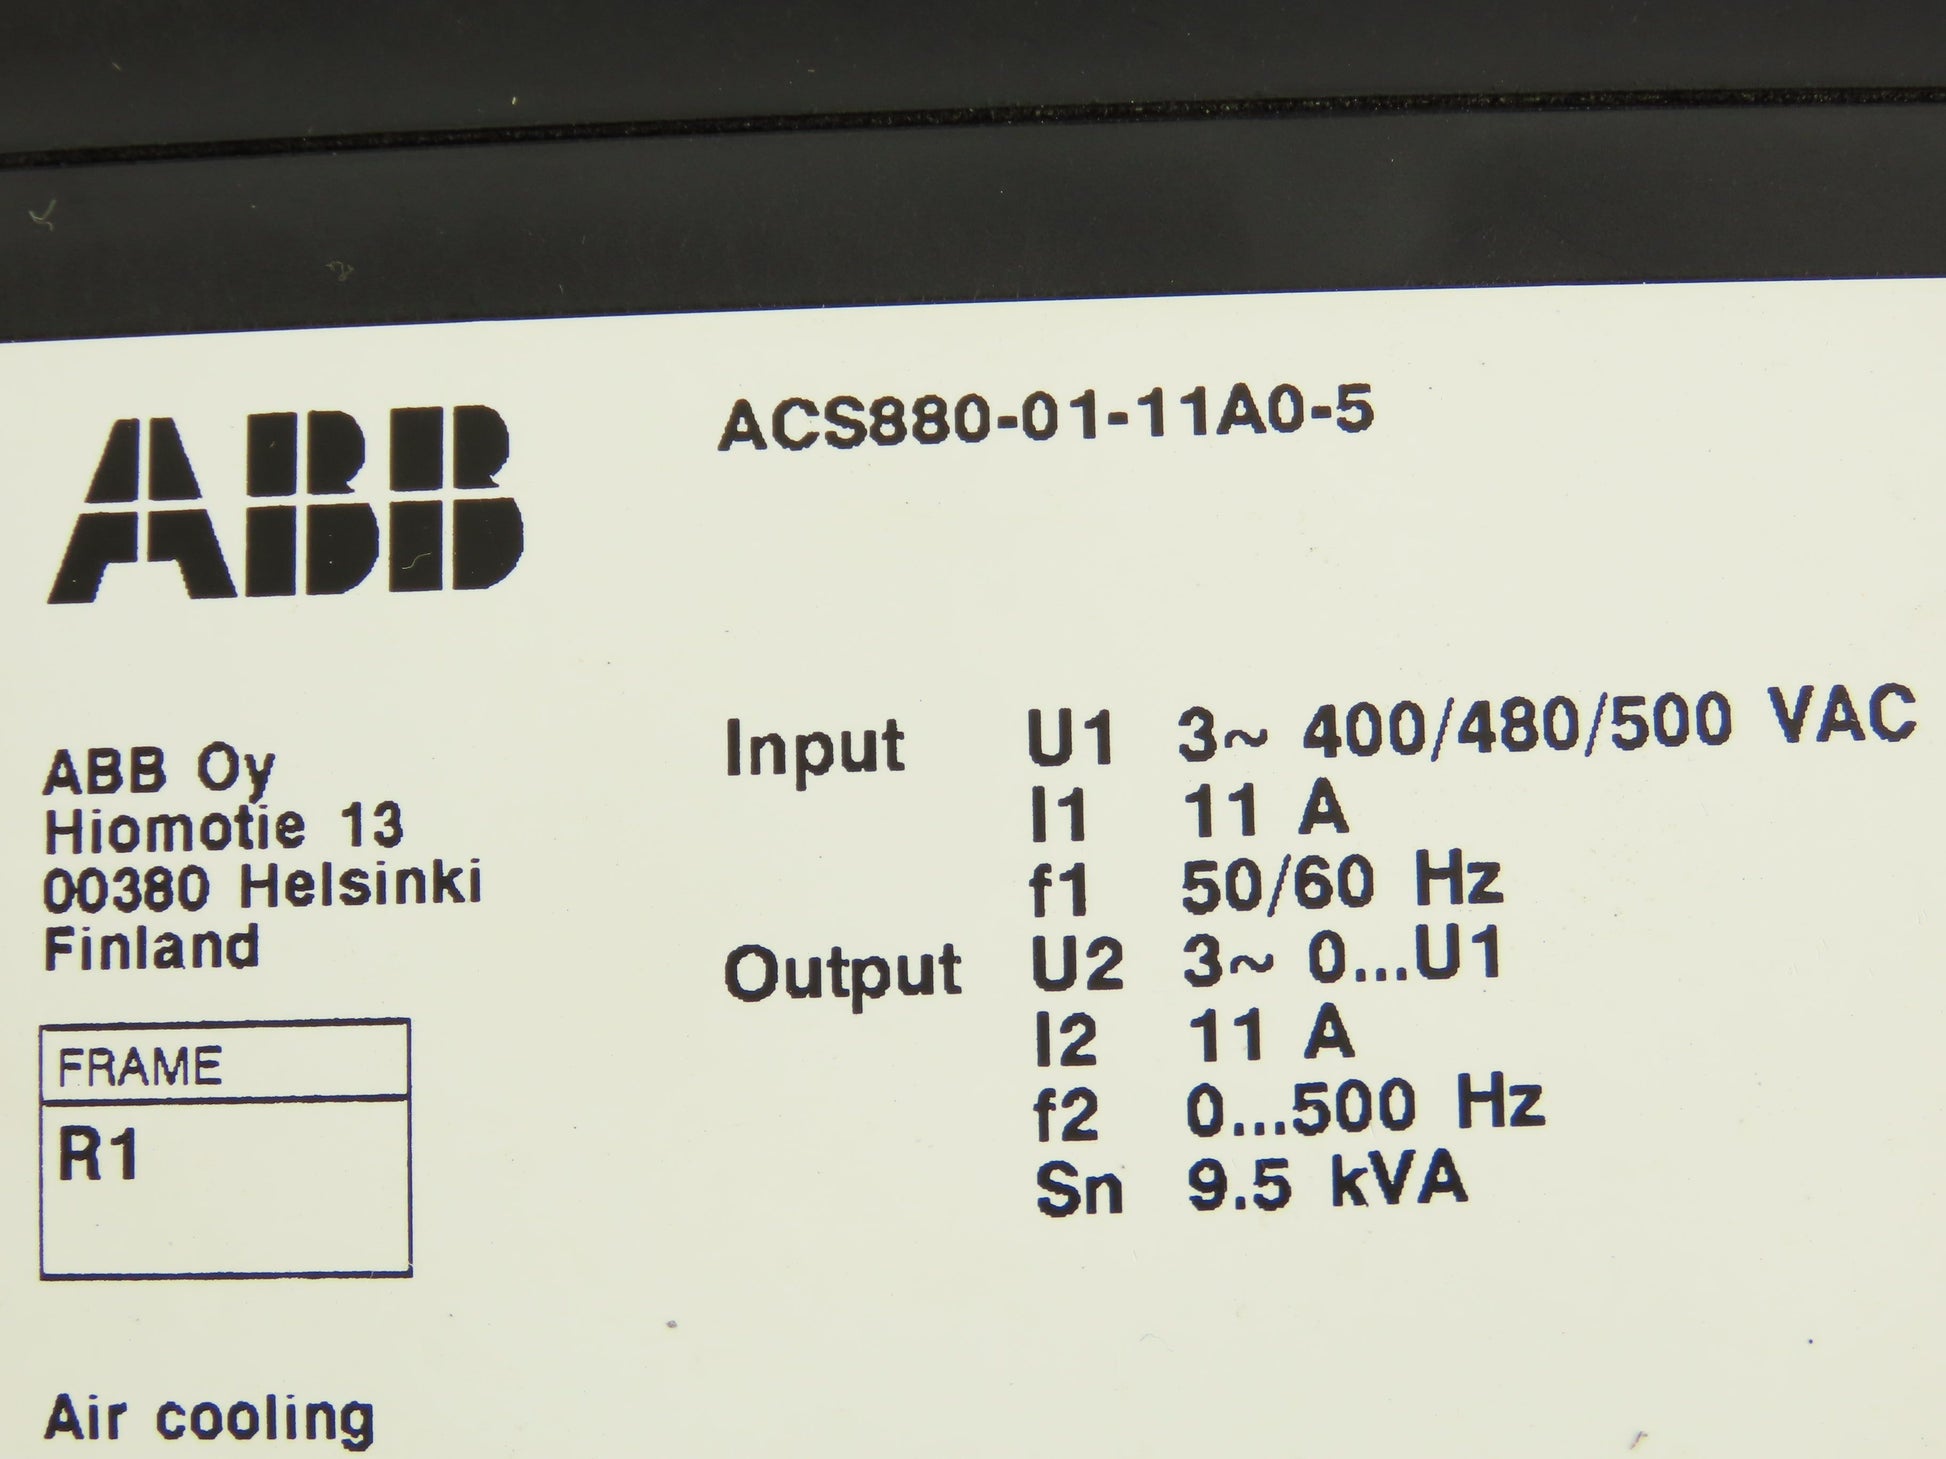 ABB
ACS880-01-11A0-5
ABB Oy
Hiomotie 13
00380 Helsinki
Finland
FRAME
R1
Air cooling
Input U1 3~ 400/480/500 VAC
I1 11 A
f1 50/60 Hz
Output U2 3~ 0...U1
I2 11 A
f2 0...500 Hz
Sn 9.5 kVA